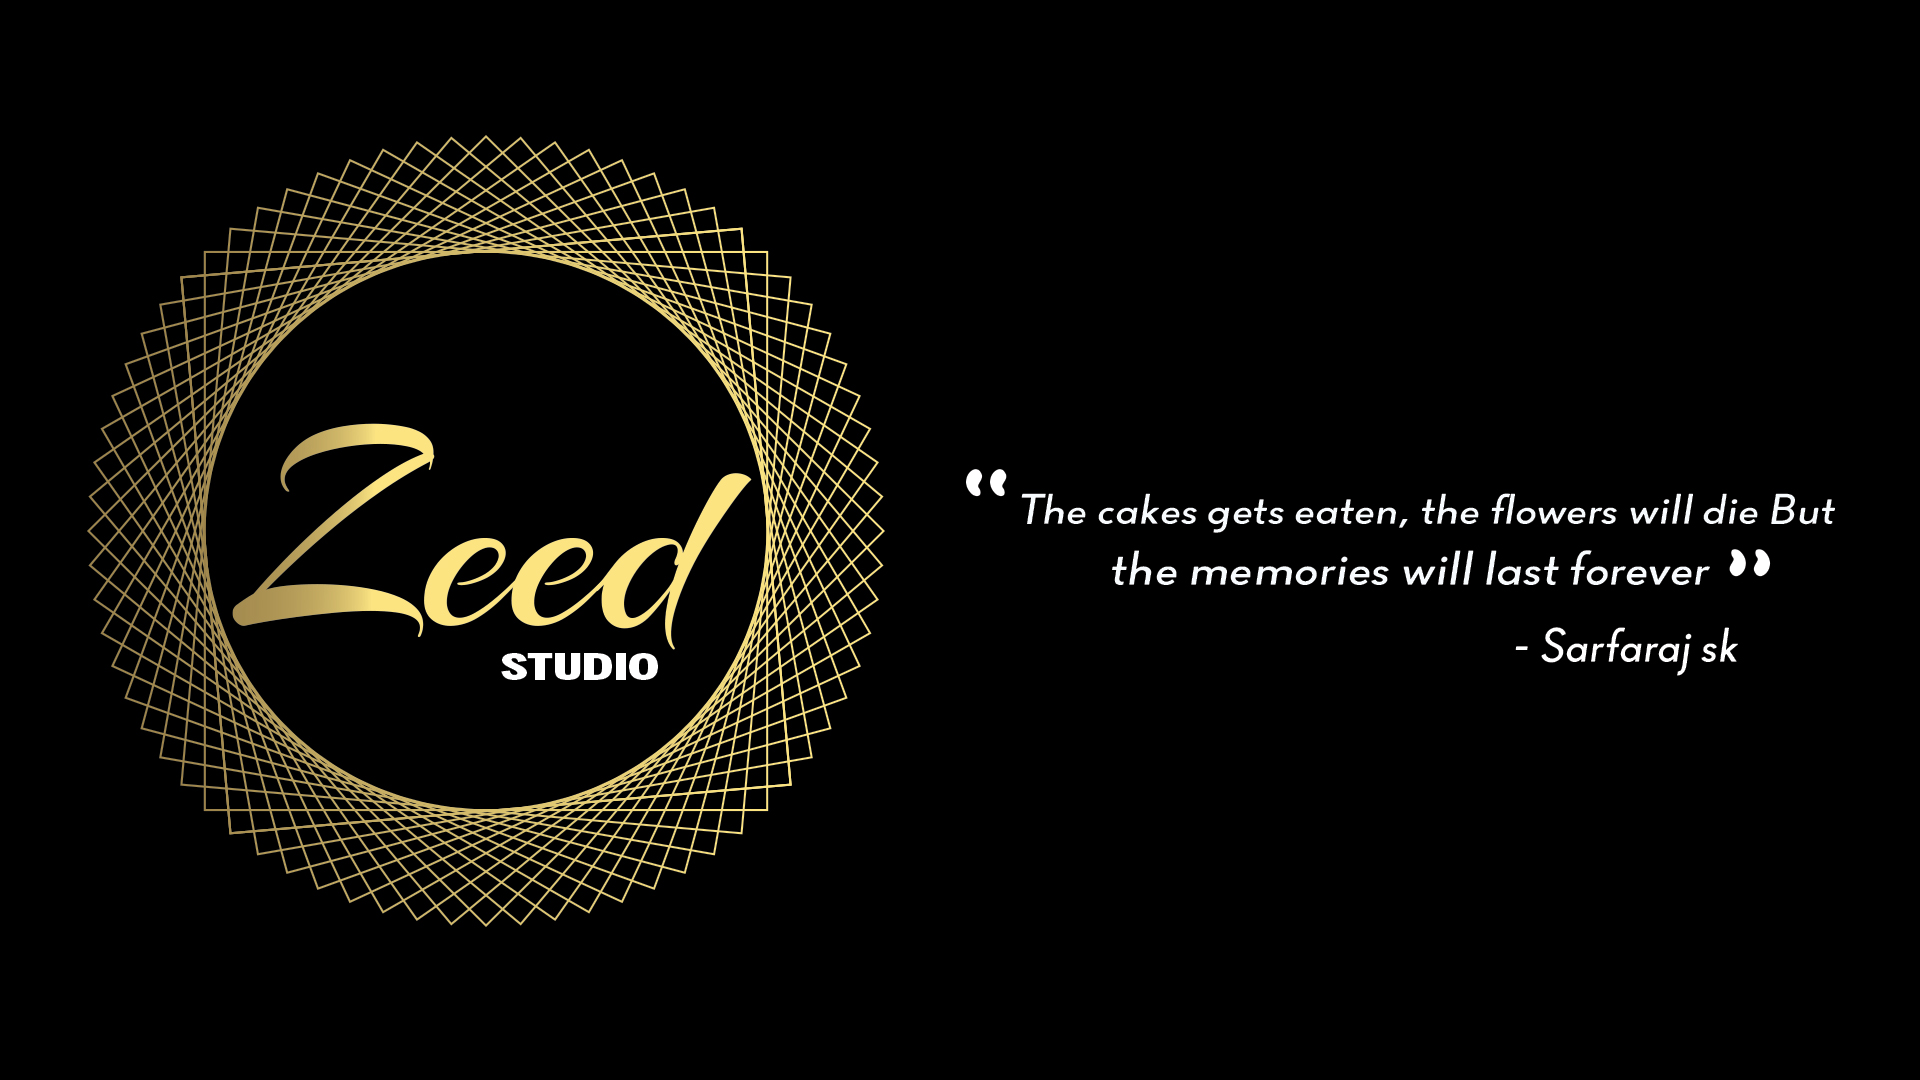 Zeed
STUDIO
“ The cakes gets eaten, the flowers will die But
the memories will last forever ”
- Sarfaraj sk